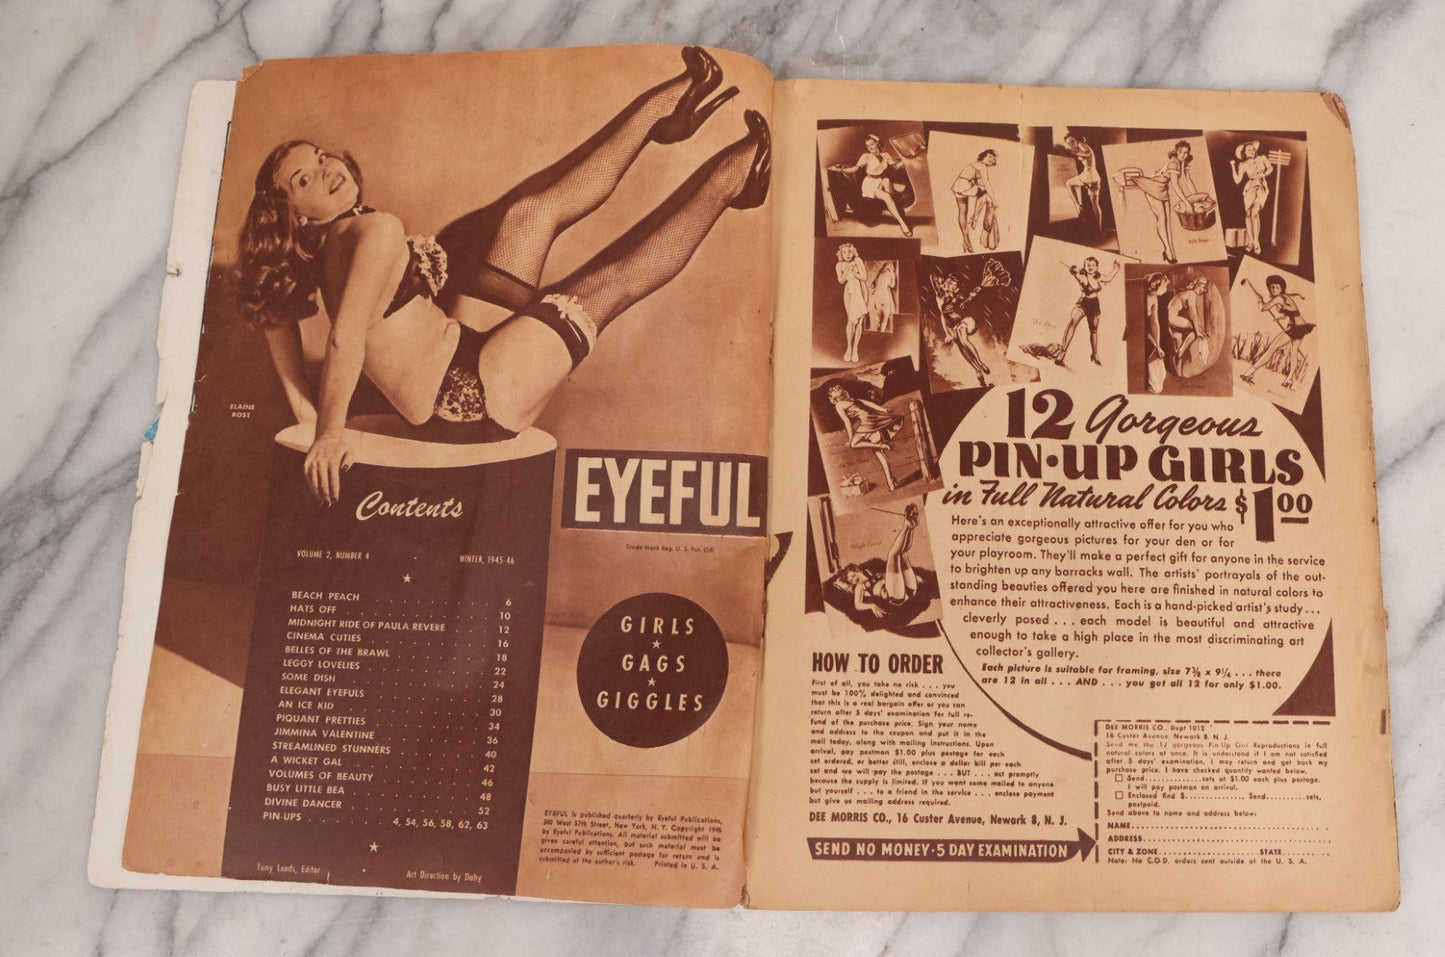 ELAINE
ROST
Contents
VOLUME 2, NUMBER 4 WINTER, 1945-46
BEACH PEACH . . . . . . . . . . 6
HATS OFF . . . . . . . . . . 10
MIDNIGHT RIDE OF PAULA REVERE . . . . 12
CINEMA CUTIES . . . . . . . . . . 16
BELLES OF THE BRAWL . . . . . . . . 18
LEGGY LOVELIES . . . . . . . . . . 22
SOME DISH . . . . . . . . . . 24
ELEGANT EYEFULS . . . . . . . . . . 28
AN ICE KID . . . . . . . . . . 30
PIQUANT PRETTIES . . . . . . . . . . 34
JIMMINA VALENTINE . . . . . . . . . 36
STREAMLINED STUNNERS . . . . . . . 40
A WICKET GAL . . . . . . . . . . 42
VOLUMES OF BEAUTY . . . . . . . . . 46
BUSY LITTLE BEA . . . . . . . . . . 48
DIVINE DANCER . . . . . . . . . . 52
PIN-UPS . . . . . . . 4, 54, 56, 58, 62, 63
Tony Leeds, Editor Art Direction by Dahy
EYEFUL
Trade Mark Reg. U. S. Pat. Off.
GIRLS
GAGS
GIGGLES
EYEFUL is published quarterly by Eyeful Publications,
340 West 57th Street, New York, N. Y. Copyright 1945
by Eyeful Publications. All material submitted will be
given careful attention, but such material must be
accompanied by sufficient postage for return and is
submitted at the author's risk. Printed in U. S. A.
12 Gorgeous
PIN-UP GIRLS
in Full Natural Colors $1.00
Here's an exceptionally attractive offer for you who
appreciate gorgeous pictures for your den or for
your playroom. They'll make a perfect gift for anyone in the service
to brighten up any barracks wall. The artists' portrayals of the out-
standing beauties offered you here are finished in natural colors to
enhance their attractiveness. Each is a hand-picked artist's study . . .
cleverly posed . . . each model is beautiful and attractive
enough to take a high place in the most discriminating art
collector's gallery.
Each picture is suitable for framing, size 7⅜ x 9¼ . . . there
are 12 in all . . . AND . . . you get all 12 for only $1.00.
HOW TO ORDER
First of all, you take no risk . . . you
must be 100% delighted and convinced
that this is a real bargain offer or you can
return after 5 days' examination for full re-
fund of the purchase price. Sign your name
and address to the coupon and put it in the
mail today, along with mailing instructions. Upon
arrival, pay postman $1.00 plus postage for each
set ordered, or better still, enclose a dollar bill per each
set and we will pay the postage . . . BUT . . . act promptly
because the supply is limited. If you want some mailed to anyone
but yourself . . . to a friend in the service . . . enclose payment
but give us mailing address required.
DEE MORRIS CO., 16 Custer Avenue, Newark 8, N. J.
SEND NO MONEY·5 DAY EXAMINATION
DEE MORRIS CO., Dept 1012
16 Custer Avenue, Newark 8, N. J.
Send me the 12 gorgeous Pin-Up Girl Reproductions in full
natural colors at once. It is understood if I am not satisfied
after 5 days' examination, I may return and get back my
purchase price. I have checked quantity wanted below.
Send..........sets at $1.00 each plus postage.
I will pay postman on arrival.
Enclosed find $.............. Send..........sets,
postpaid.
Send above to name and address below:
NAME..........
ADDRESS..........
CITY & ZONE.......... STATE..........
Note: No C.O.D. orders sent outside of the U. S. A.